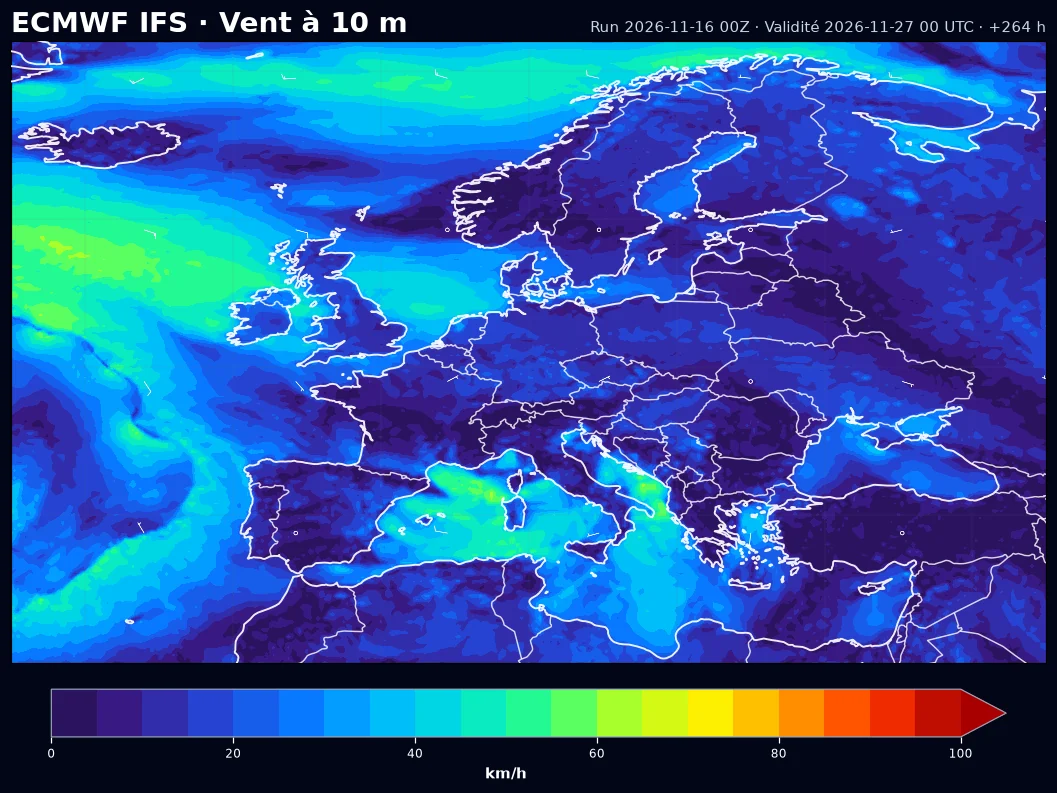 ECMWF IFS · Vent à 10 m
Run 2026-11-16 00Z · Validité 2026-11-27 00 UTC · +264 h
0 20 40 60 80 100
km/h